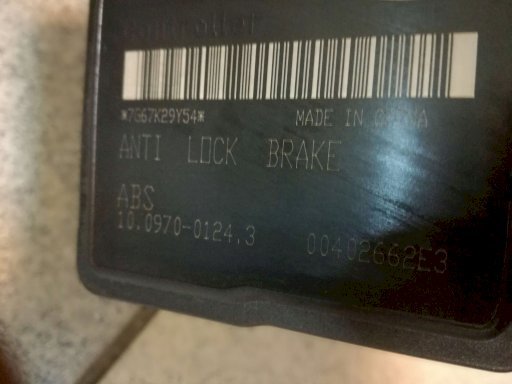 *7G67K29Y54*
MADE IN CHINA
ANTI LOCK BRAKE
ABS
10.0970-0124.3
00402662E3